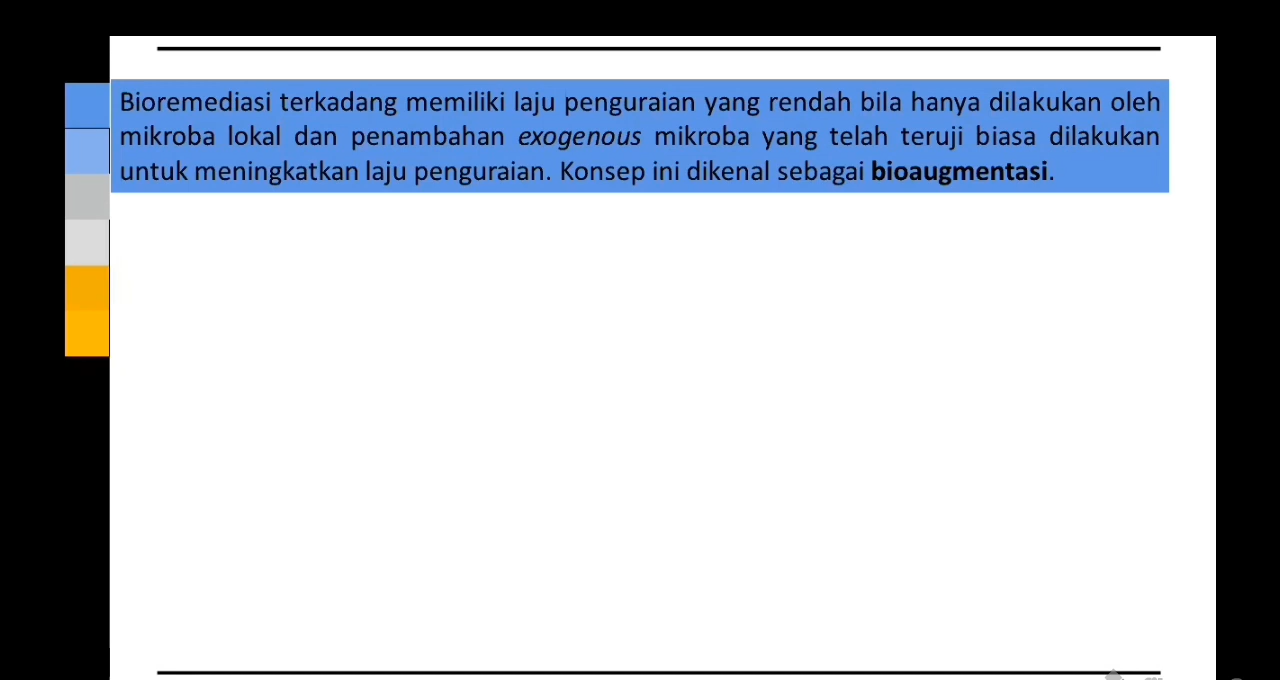 Bioremediasi terkadang memiliki laju penguraian yang rendah bila hanya dilakukan oleh
mikroba lokal dan penambahan exogenous mikroba yang telah teruji biasa dilakukan
untuk meningkatkan laju penguraian. Konsep ini dikenal sebagai bioaugmentasi.